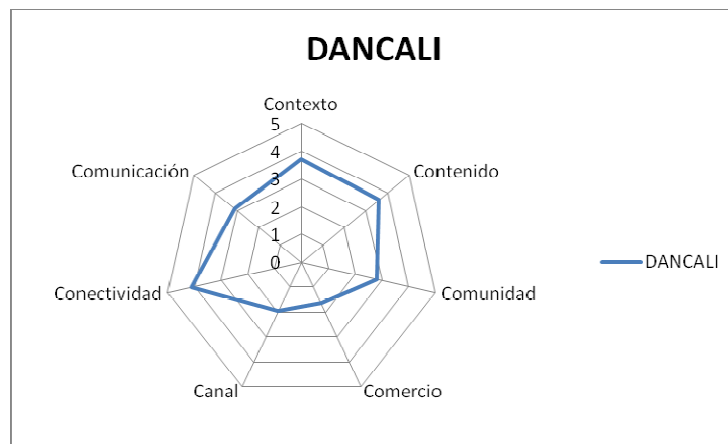 DANCALI
Contexto
5
4
3
2
1
0
Comunicación
Contenido
Conectividad
Comunidad
Canal
Comercio
DANCALI